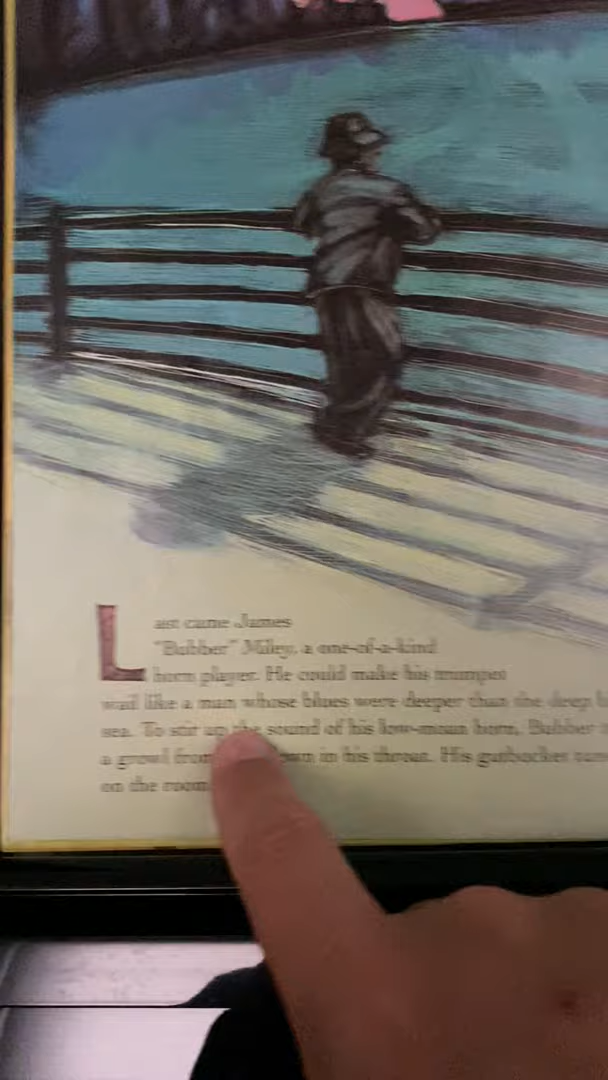 Last came James
"Bubber" Miley, a one-of-a-kind
horn player. He could make his trumpet
wail like a man whose blues were deeper than the deep
sea. To stir up the sound of his low-moan horn, Bubber
a growl from in his throat. His gutbucket
on the room